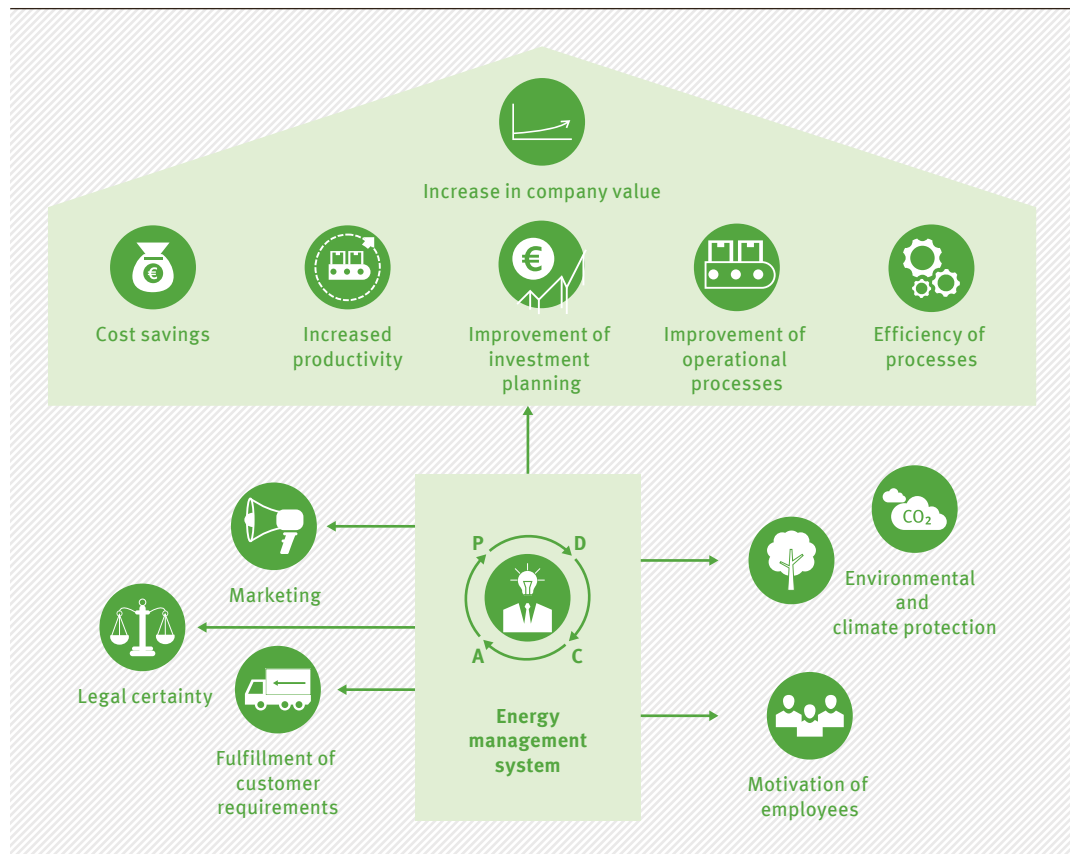 Increase in company value
€
Cost savings
Increased
productivity
€
Improvement of
investment
planning
Improvement of
operational
processes
Efficiency of
processes
Marketing
Legal certainty
Fulfillment of
customer
requirements
P
D
A
C
Energy
management
system
CO₂
Environmental
and
climate protection
Motivation of
employees